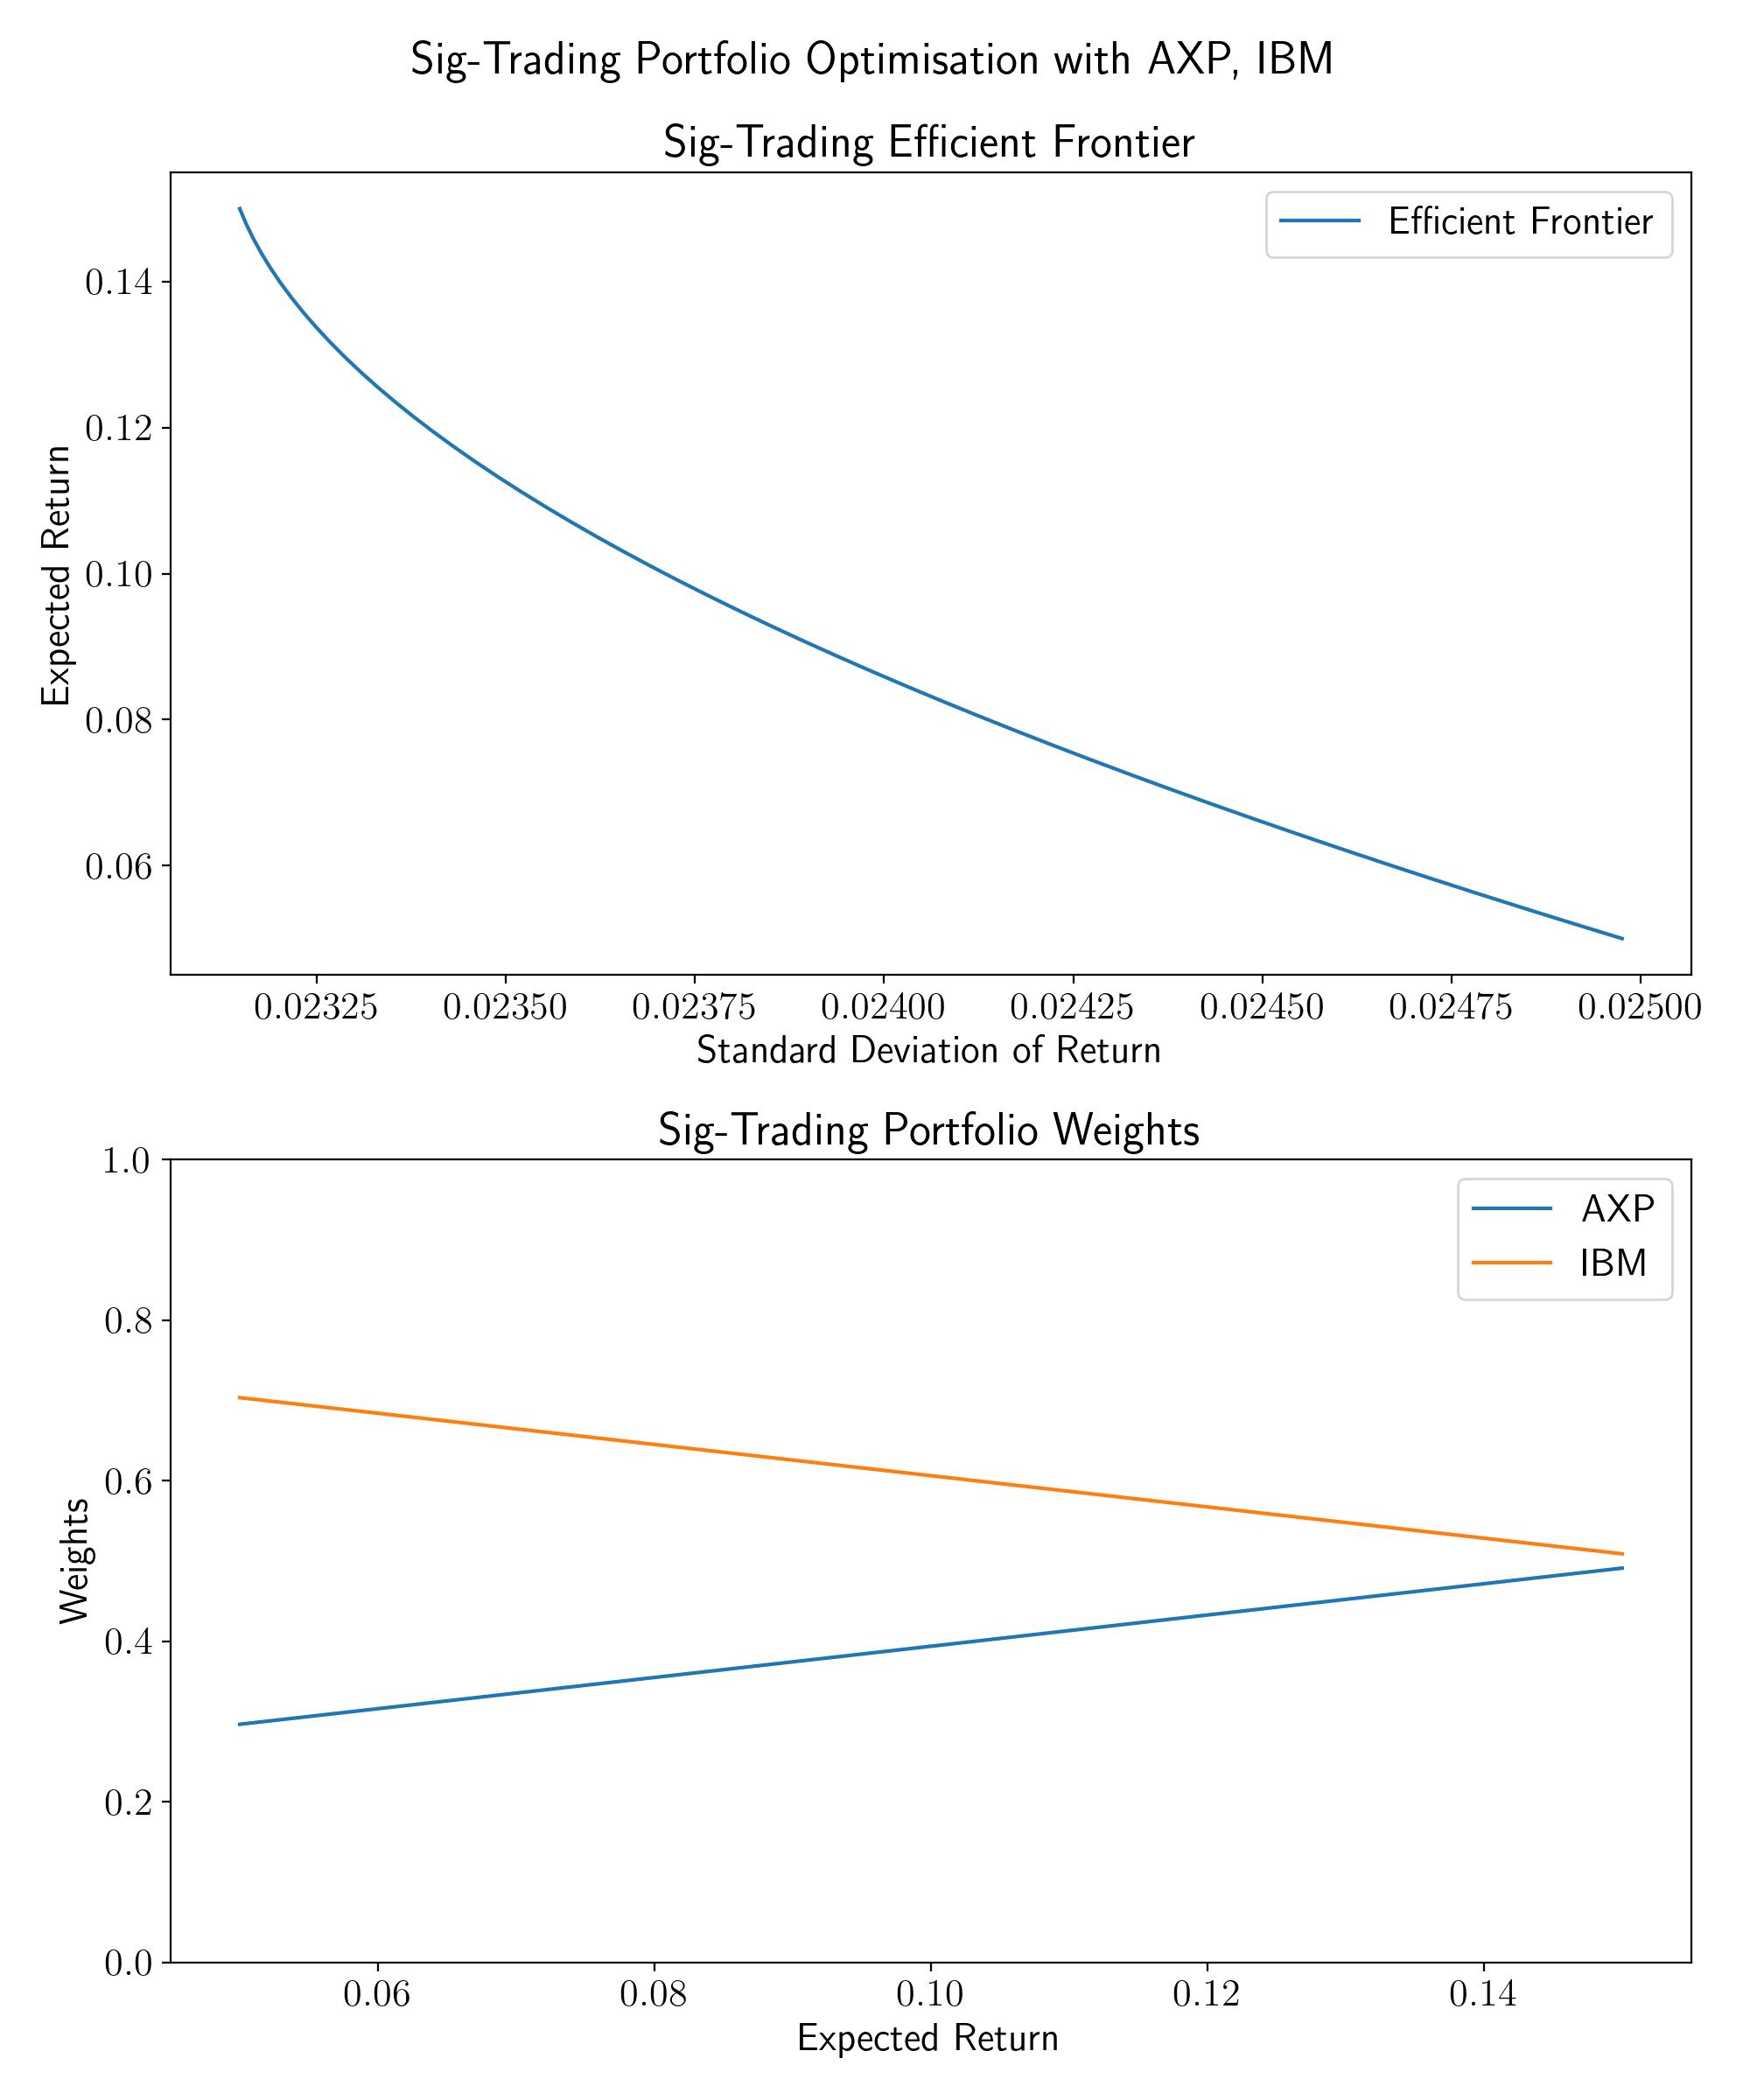 Sig-Trading Portfolio Optimisation with AXP, IBM
Sig-Trading Efficient Frontier
Efficient Frontier
Expected Return
0.14
0.12
0.10
0.08
0.06
0.02325 0.02350 0.02375 0.02400 0.02425 0.02450 0.02475 0.02500
Standard Deviation of Return
Sig-Trading Portfolio Weights
AXP
IBM
Weights
1.0
0.8
0.6
0.4
0.2
0.0
0.06 0.08 0.10 0.12 0.14
Expected Return